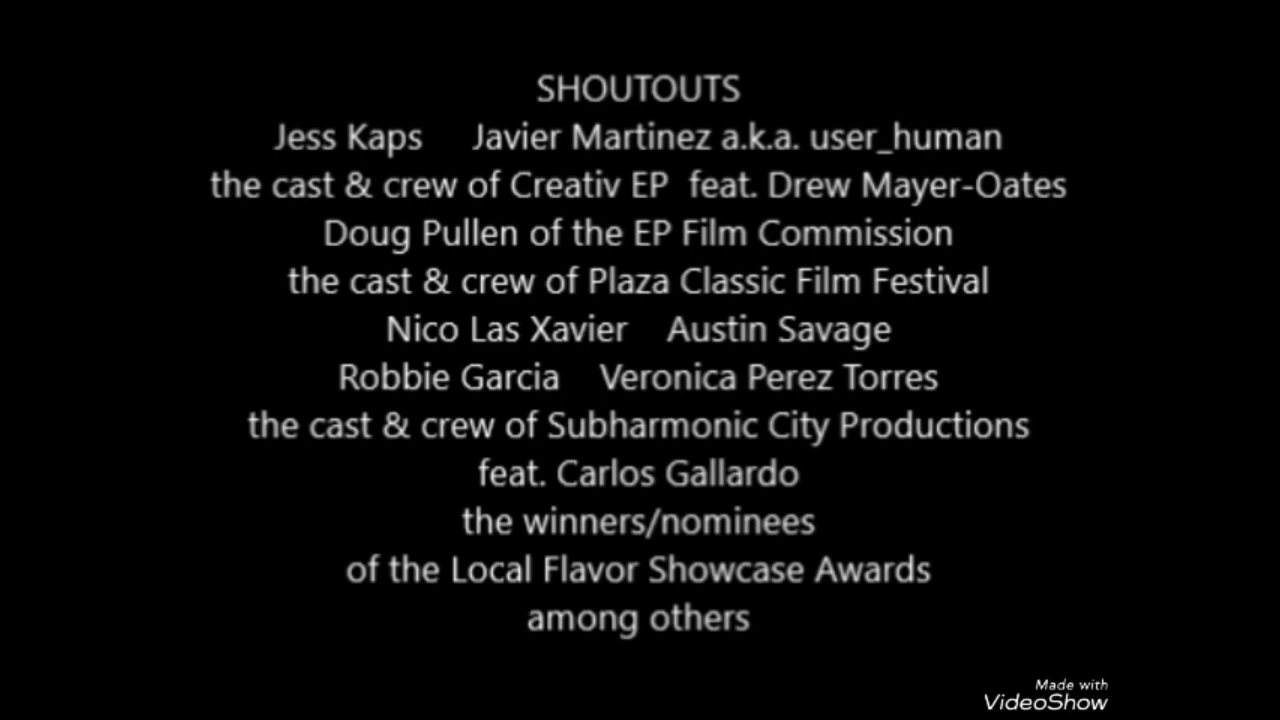 SHOUTOUTS
Jess Kaps Javier Martinez a.k.a. user_human
the cast & crew of Creativ EP feat. Drew Mayer-Oates
Doug Pullen of the EP Film Commission
the cast & crew of Plaza Classic Film Festival
Nico Las Xavier Austin Savage
Robbie Garcia Veronica Perez Torres
the cast & crew of Subharmonic City Productions
feat. Carlos Gallardo
the winners/nominees
of the Local Flavor Showcase Awards
among others
Made with
VideoShow